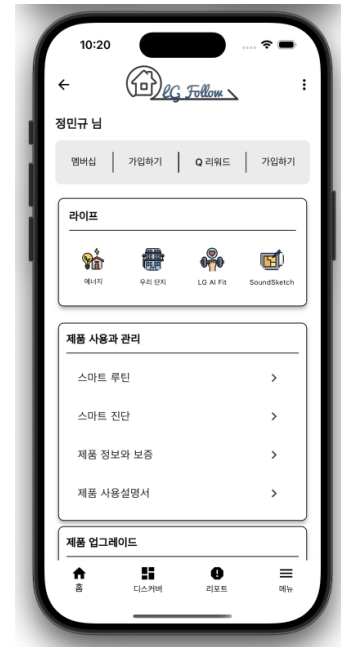 10:20
LG Follow
정민규 님
멤버십 가입하기 Q 리워드 가입하기
라이프
에너지 우리 단지 LG AI Fit SoundSketch
제품 사용과 관리
스마트 루틴
스마트 진단
제품 정보와 보증
제품 사용설명서
제품 업그레이드
홈 디스커버 리포트 메뉴